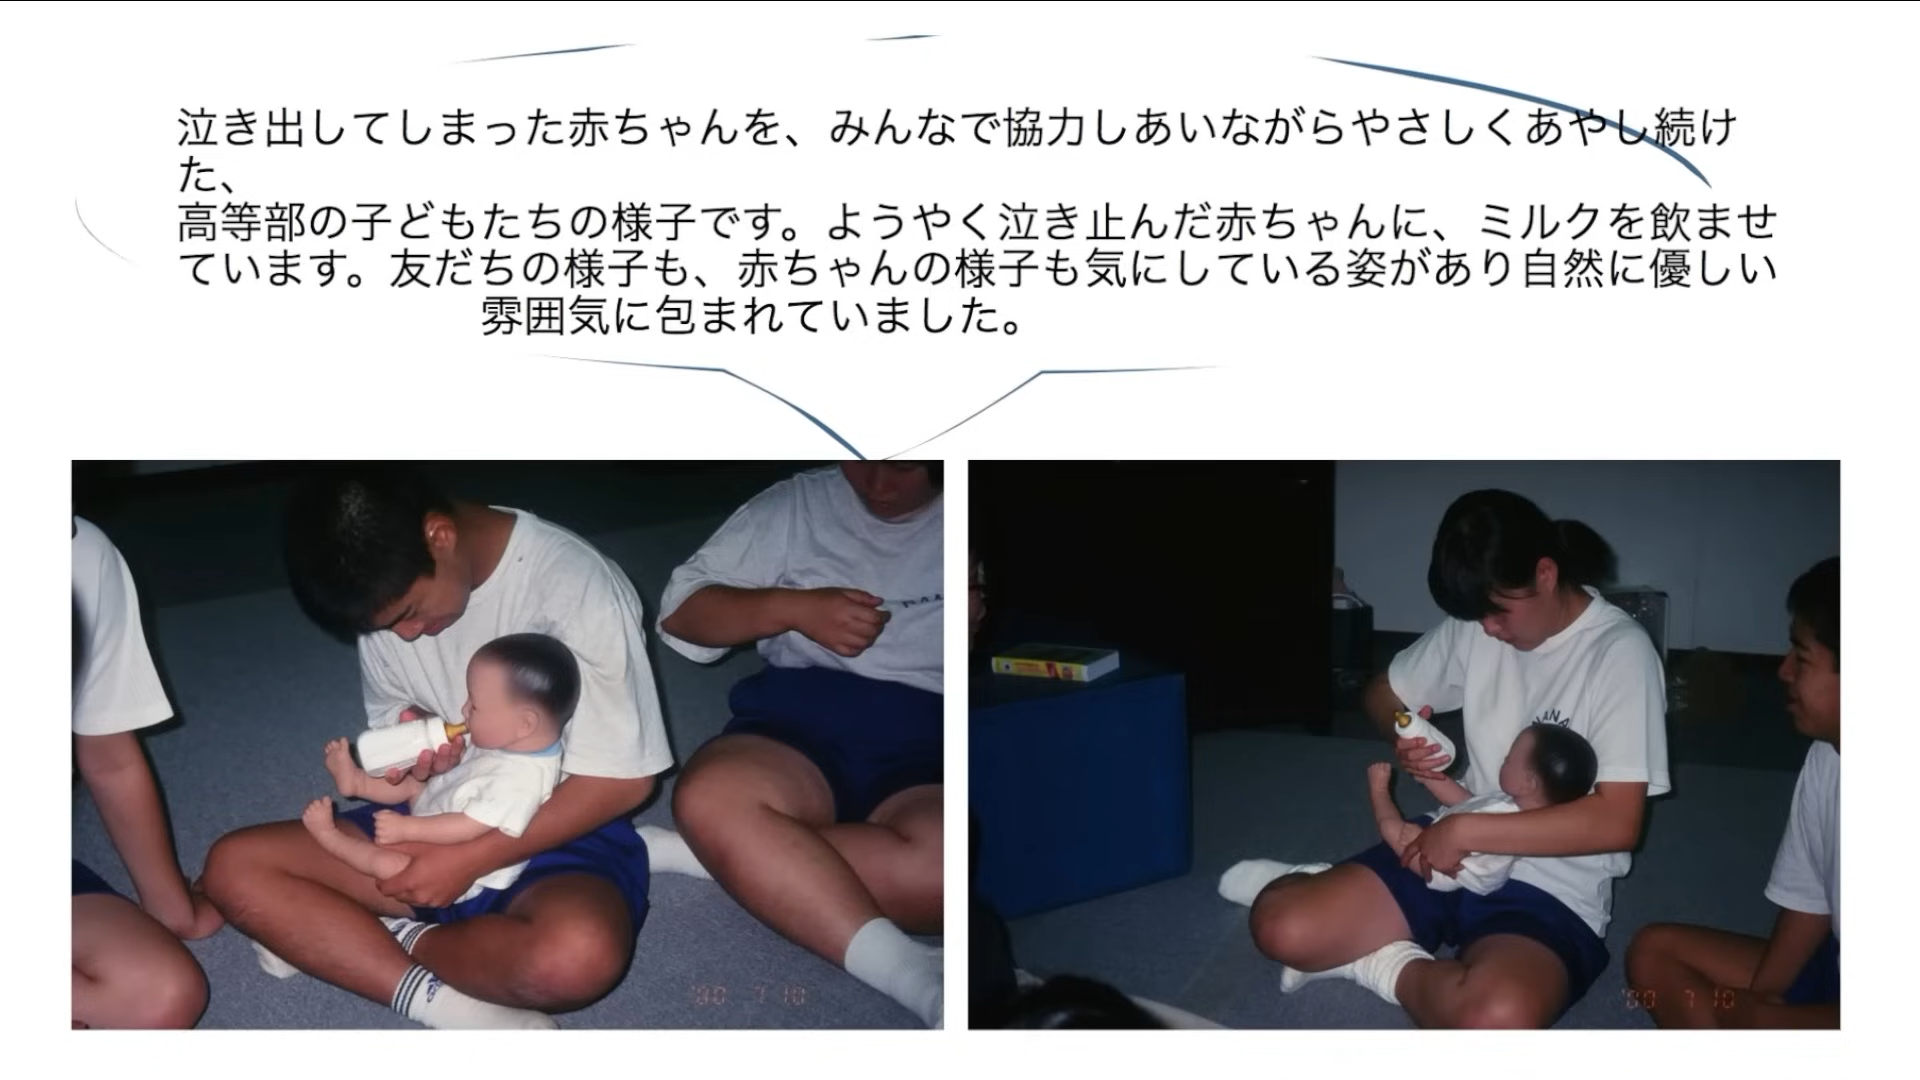 泣き出してしまった赤ちゃんを、みんなで協力しあいながらやさしくあやし続け
た、
高等部の子どもたちの様子です。ようやく泣き止んだ赤ちゃんに、ミルクを飲ませ
ています。友だちの様子も、赤ちゃんの様子も気にしている姿があり自然に優しい
雰囲気に包まれていました。
'00 7 10
'00 7 10